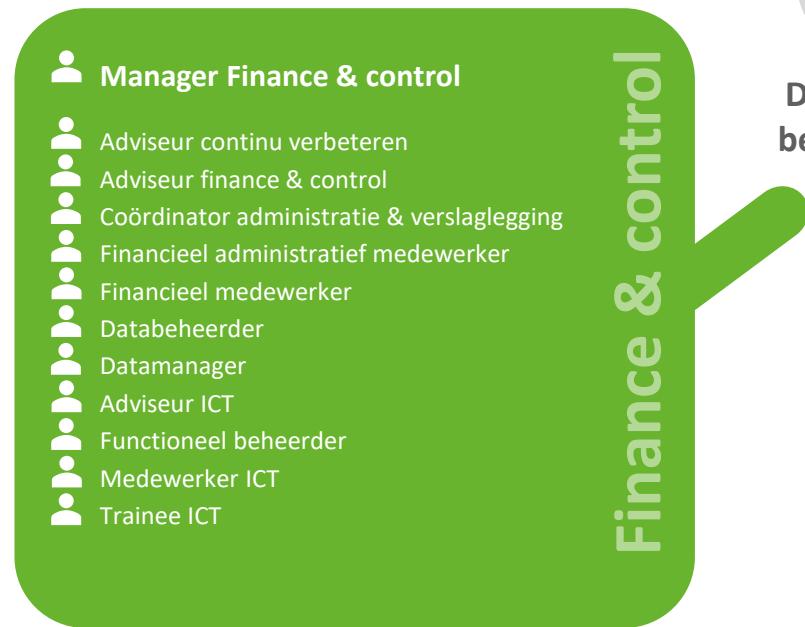 Manager Finance & control
Adviseur continu verbeteren
Adviseur finance & control
Coördinator administratie & verslaglegging
Financieel administratief medewerker
Financieel medewerker
Databeheerder
Datamanager
Adviseur ICT
Functioneel beheerder
Medewerker ICT
Trainee ICT
Finance & control